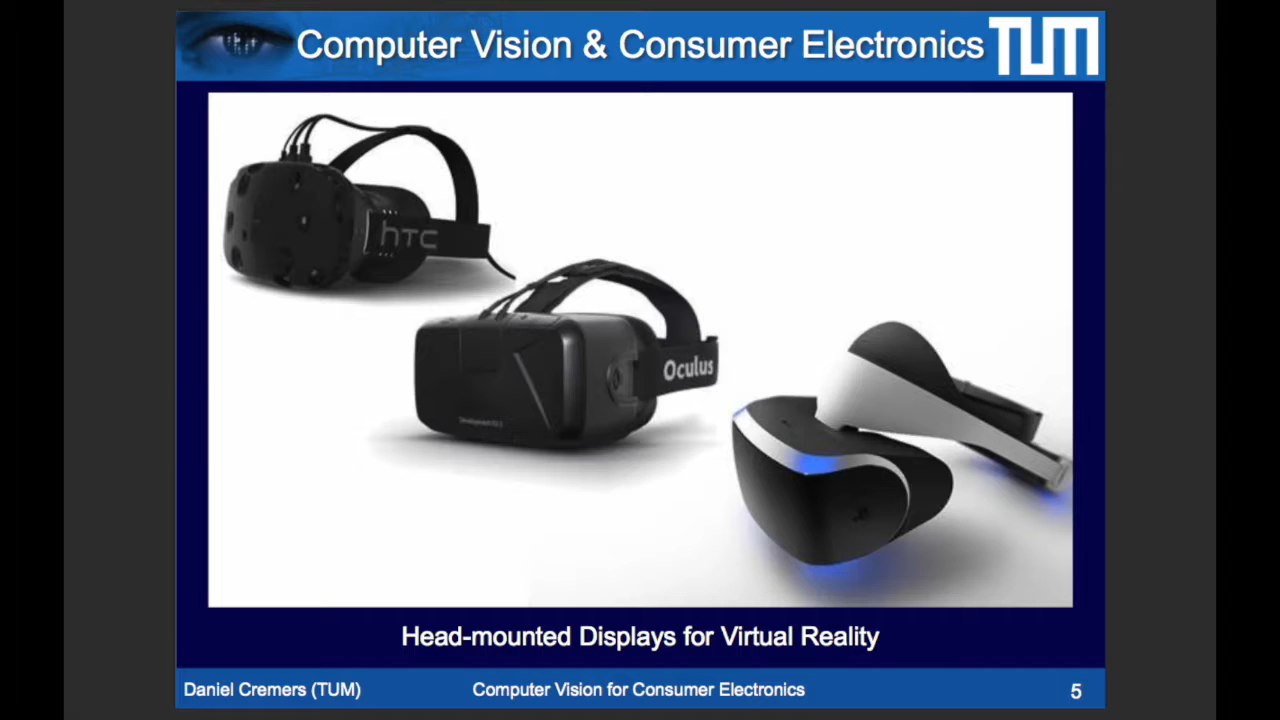 Computer Vision & Consumer Electronics
TUM
hTC
Oculus
Head-mounted Displays for Virtual Reality
Daniel Cremers (TUM)
Computer Vision for Consumer Electronics
5